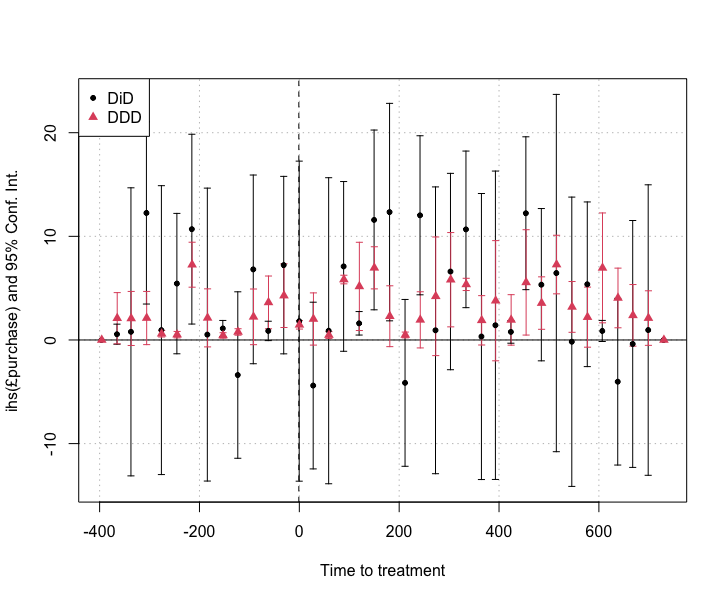 DiD
DDD
ihs(£purchase) and 95% Conf. Int.
20
10
0
-10
-400 -200 0 200 400 600
Time to treatment